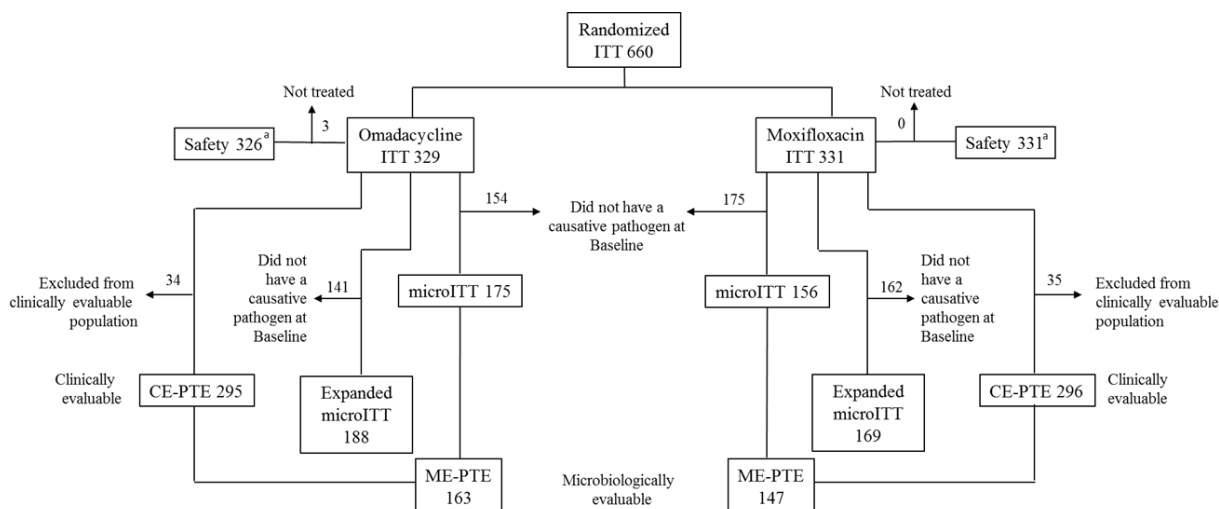 Randomized
ITT 660
Not treated
3
Not treated
0
Safety 326ᵃ
Omadacycline
ITT 329
Moxifloxacin
ITT 331
Safety 331ᵃ
154
Did not have a
causative pathogen at
Baseline
175
34
Excluded from
clinically evaluable
population
Did not
have a
causative
pathogen at
Baseline
141
microITT 175
microITT 156
162
Did not
have a
causative
pathogen at
Baseline
35
Excluded from
clinically evaluable
population
Clinically
evaluable
CE-PTE 295
Expanded
microITT
188
Expanded
microITT
169
CE-PTE 296
Clinically
evaluable
ME-PTE
163
Microbiologically
evaluable
ME-PTE
147